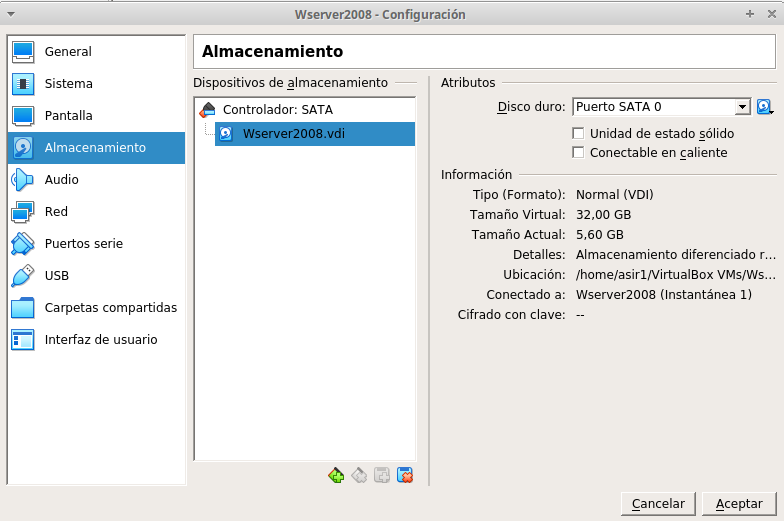 Wserver2008 - Configuración
General
Sistema
Pantalla
Almacenamiento
Audio
Red
Puertos serie
USB
Carpetas compartidas
Interfaz de usuario
Almacenamiento
Dispositivos de almacenamiento
Controlador: SATA
Wserver2008.vdi
Atributos
Disco duro: Puerto SATA 0
Unidad de estado sólido
Conectable en caliente
Información
Tipo (Formato): Normal (VDI)
Tamaño Virtual: 32,00 GB
Tamaño Actual: 5,60 GB
Detalles: Almacenamiento diferenciado r...
Ubicación: /home/asir1/VirtualBox VMs/Ws...
Conectado a: Wserver2008 (Instantánea 1)
Cifrado con clave: --
Cancelar Aceptar